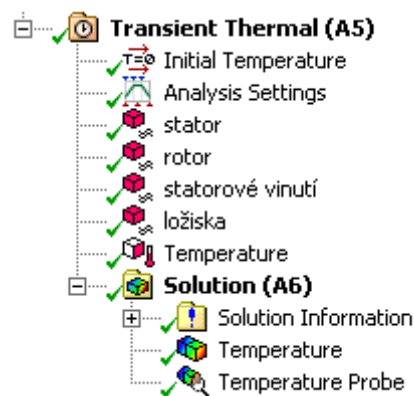 Transient Thermal (A5)
T=0 Initial Temperature
Analysis Settings
stator
rotor
statorové vinutí
ložiska
Temperature
Solution (A6)
Solution Information
Temperature
Temperature Probe